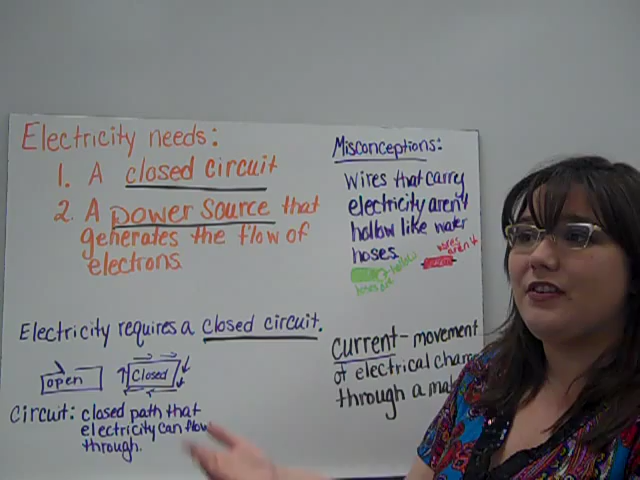 Electricity needs:
1. A closed circuit
2. A power source that
generates the flow of
electrons.
Misconceptions:
Wires that carry
electricity aren't
hollow like water
hoses.
hoses are hollow
wires aren't
Electricity requires a closed circuit.
open
closed
Circuit: closed path that
electricity can flow
through.
current - movement
of electrical
through a